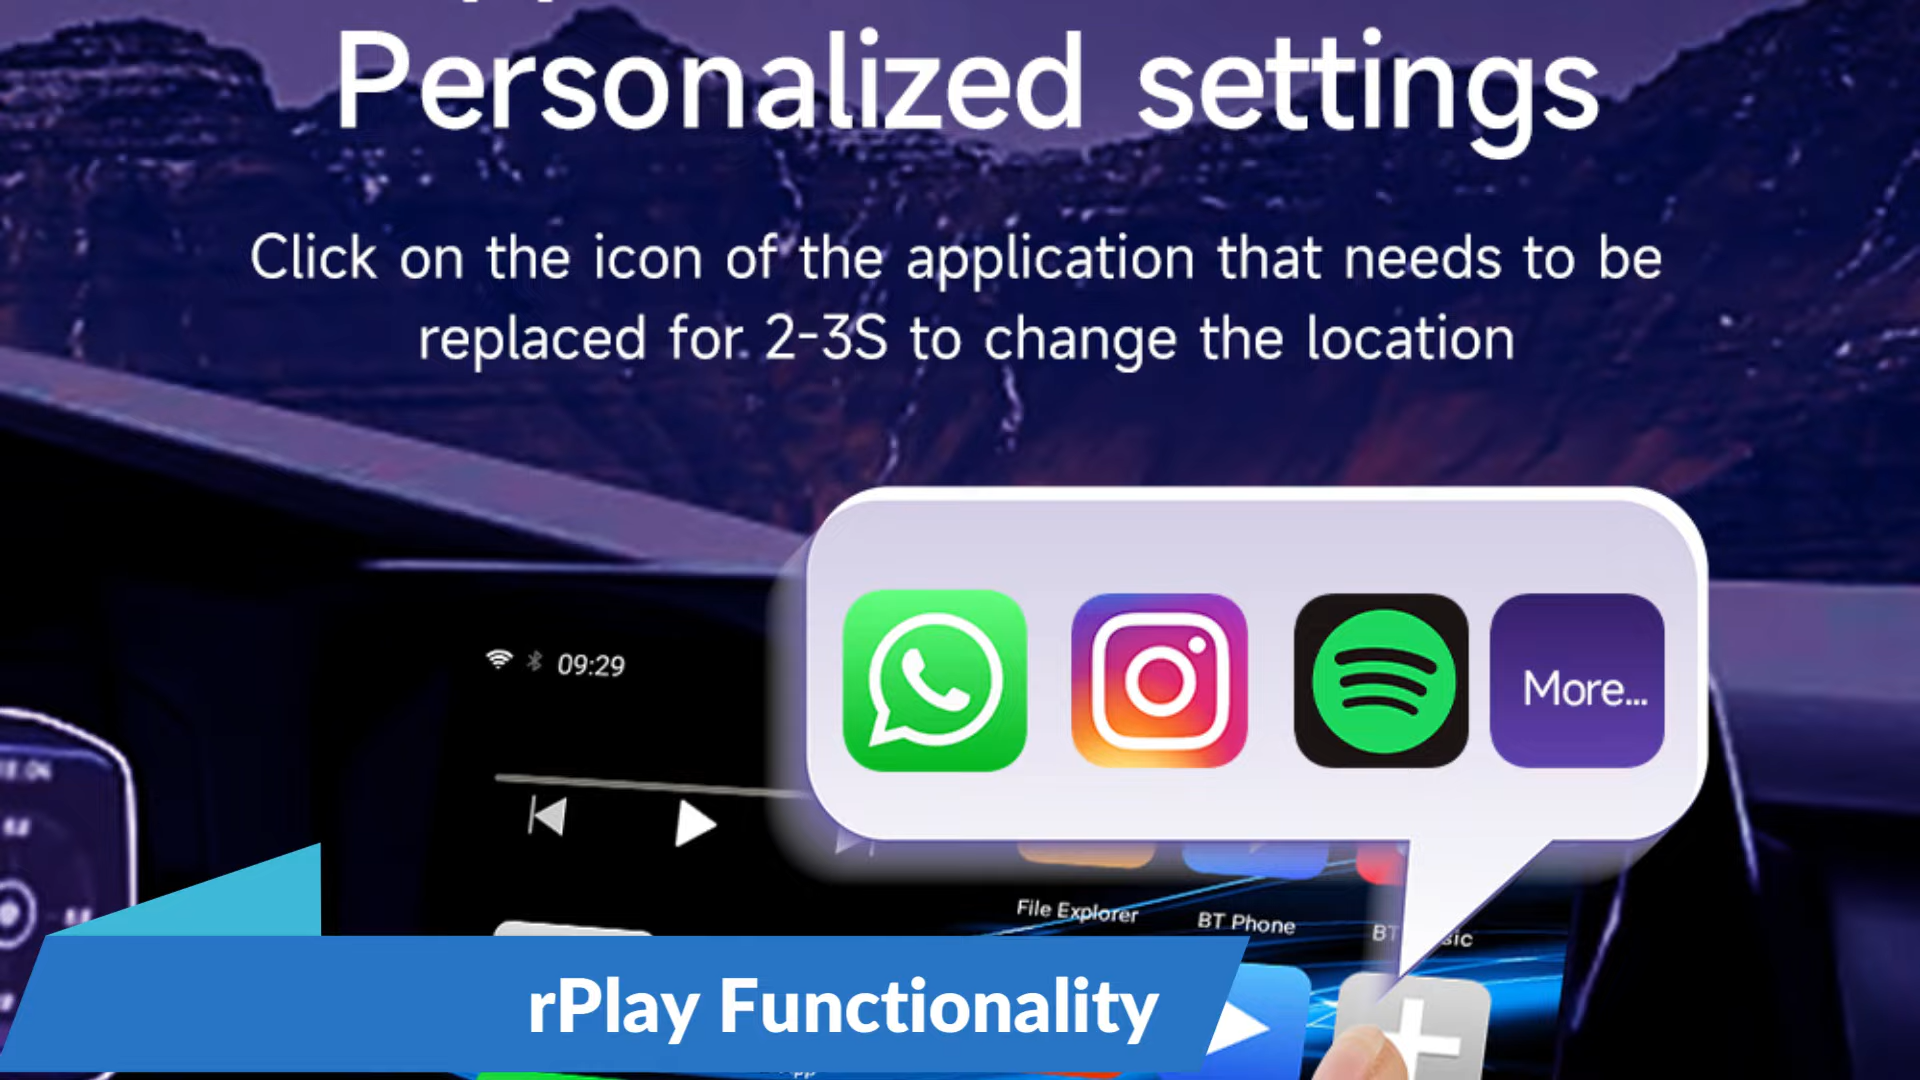 Personalized settings
Click on the icon of the application that needs to be
replaced for 2-3S to change the location
09:29
More...
File Explorer
BT Phone
BT
rPlay Functionality